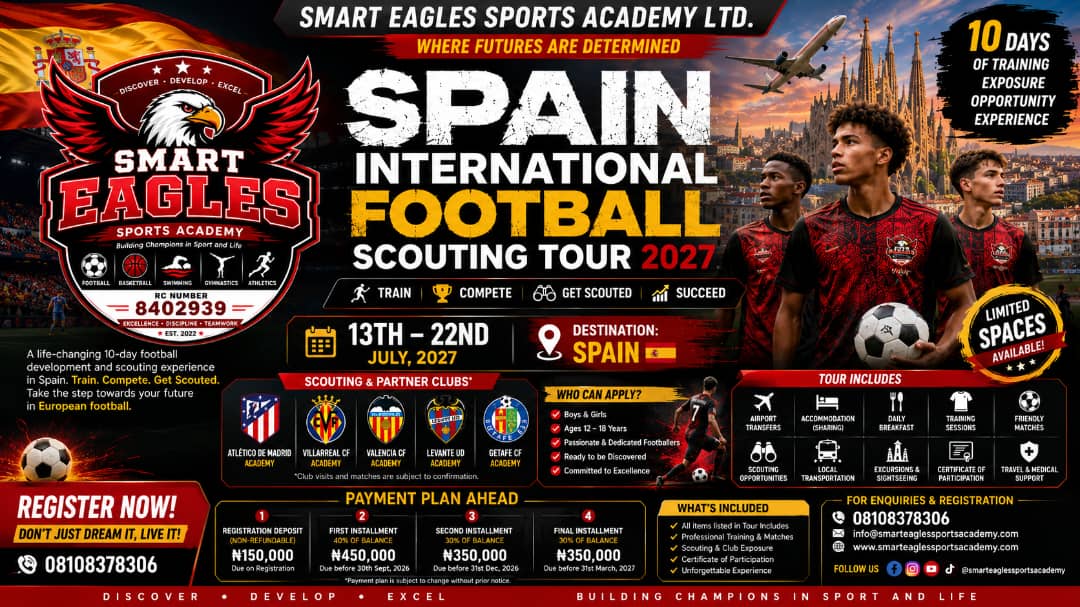 SMART EAGLES SPORTS ACADEMY LTD.
WHERE FUTURES ARE DETERMINED
DISCOVER • DEVELOP • EXCEL
SMART
EAGLES
SPORTS ACADEMY
Building Champions in Sport and Life
FOOTBALL BASKETBALL SWIMMING GYMNASTICS ATHLETICS
RC NUMBER
8402939
EXCELLENCE • DISCIPLINE • TEAMWORK
EST. 2022
SPAIN
INTERNATIONAL
FOOTBALL
SCOUTING TOUR 2027
TRAIN | COMPETE | GET SCOUTED | SUCCEED
10 DAYS
OF TRAINING
EXPOSURE
OPPORTUNITY
EXPERIENCE
13TH – 22ND
JULY, 2027
DESTINATION:
SPAIN
LIMITED
SPACES
AVAILABLE!
A life-changing 10-day football
development and scouting experience
in Spain. Train. Compete. Get Scouted.
Take the step towards your future
in European football.
SCOUTING & PARTNER CLUBS*
ATLÉTICO DE MADRID
ACADEMY
VILLARREAL CF
ACADEMY
VALENCIA CF
ACADEMY
LEVANTE UD
ACADEMY
GETAFE CF
ACADEMY
*Club visits and matches are subject to confirmation.
WHO CAN APPLY?
Boys & Girls
Ages 12 – 18 Years
Passionate & Dedicated Footballers
Ready to be Discovered
Committed to Excellence
7
TOUR INCLUDES
AIRPORT
TRANSFERS
ACCOMMODATION
(SHARING)
DAILY
BREAKFAST
TRAINING
SESSIONS
FRIENDLY
MATCHES
SCOUTING
OPPORTUNITIES
LOCAL
TRANSPORTATION
EXCURSIONS &
SIGHTSEEING
CERTIFICATE OF
PARTICIPATION
TRAVEL & MEDICAL
SUPPORT
REGISTER NOW!
DON'T JUST DREAM IT, LIVE IT!
08108378306
PAYMENT PLAN AHEAD
1
REGISTRATION DEPOSIT
(NON-REFUNDABLE)
₦150,000
Due on Registration
2
FIRST INSTALLMENT
40% OF BALANCE
₦450,000
Due before 30th Sept, 2026
3
SECOND INSTALLMENT
30% OF BALANCE
₦350,000
Due before 31st Dec, 2026
4
FINAL INSTALLMENT
30% OF BALANCE
₦350,000
Due before 31st March, 2027
*Payment plan is subject to change without prior notice.
WHAT'S INCLUDED
All items listed in Tour Includes
Professional Training & Matches
Scouting & Club Exposure
Certificate of Participation
Unforgettable Experience
FOR ENQUIRIES & REGISTRATION
08108378306
info@smarteaglessportsacademy.com
www.smarteaglessportsacademy.com
FOLLOW US @smarteaglessportsacademy
DISCOVER • DEVELOP • EXCEL
BUILDING CHAMPIONS IN SPORT AND LIFE